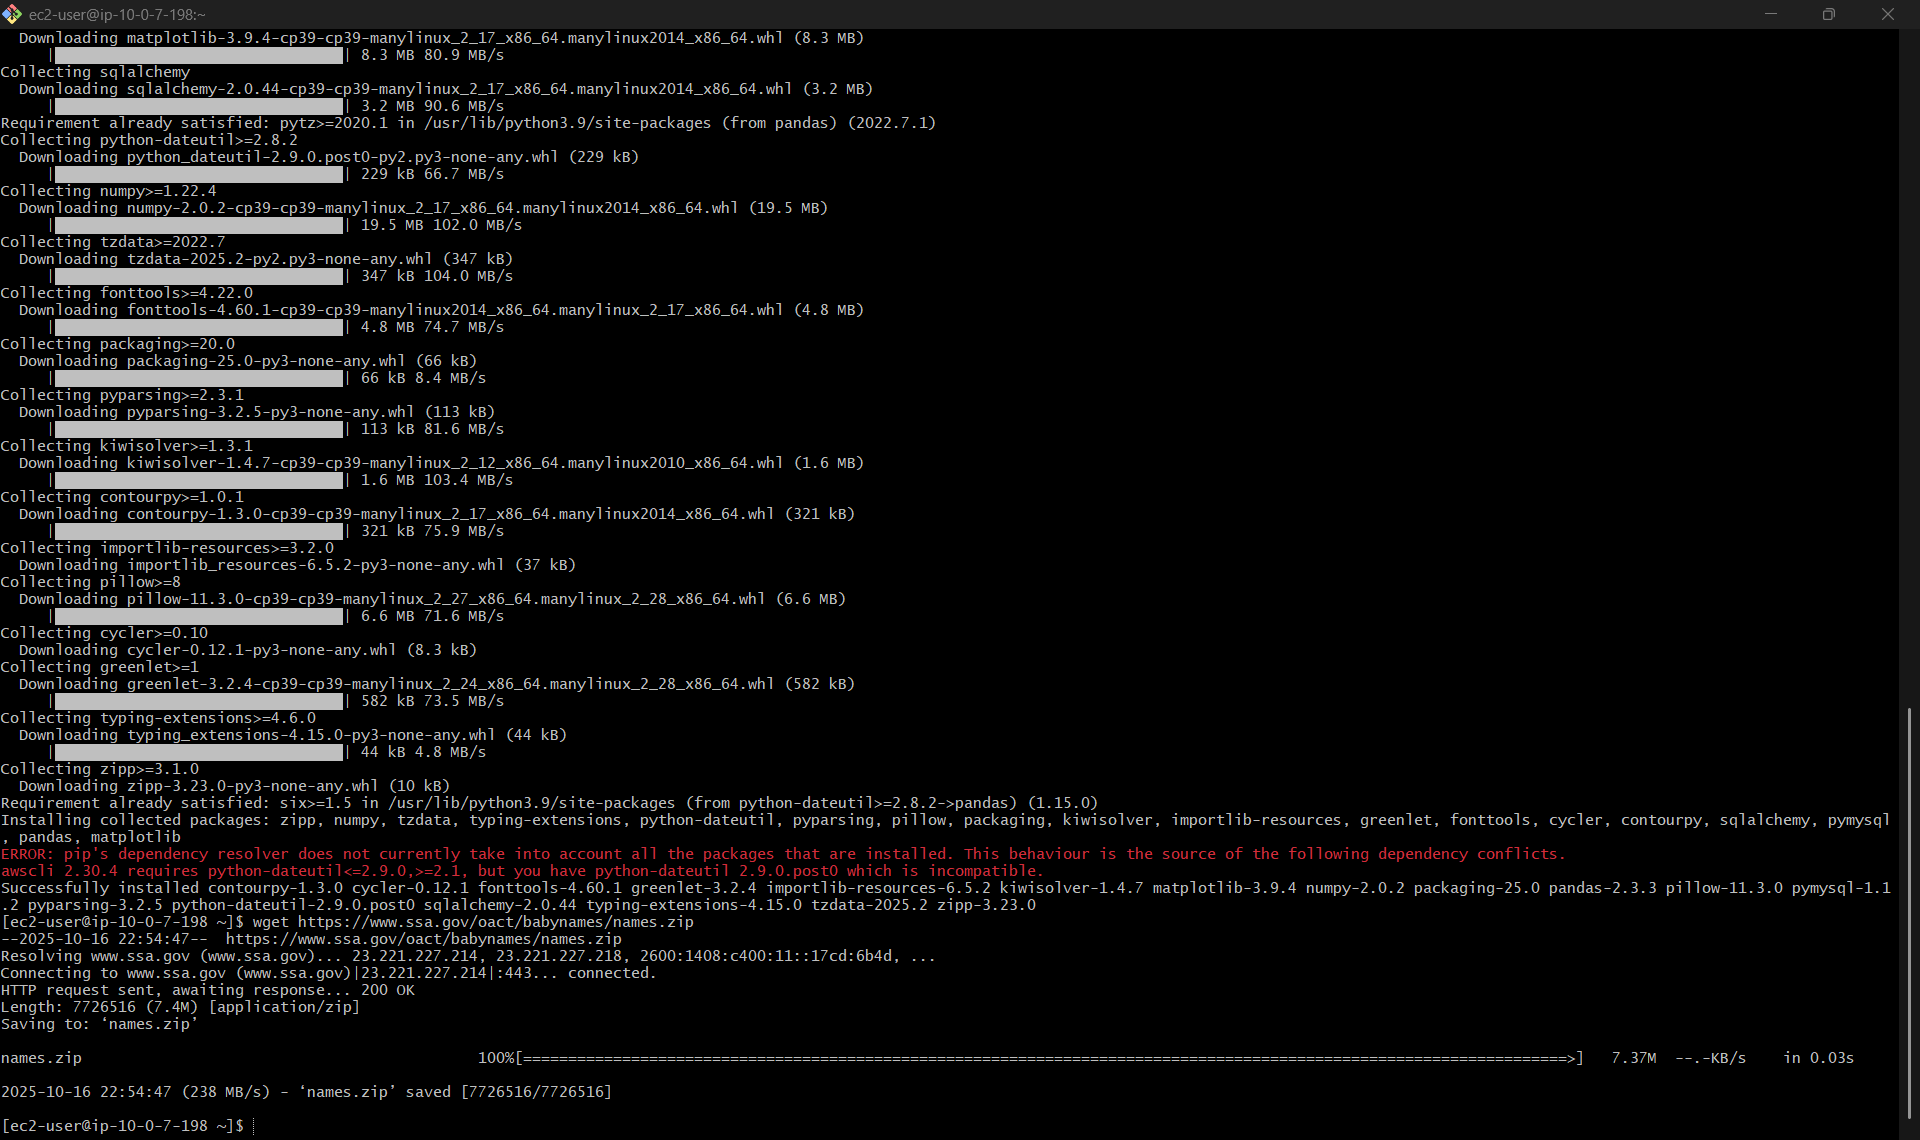 ec2-user@ip-10-0-7-198:~
Downloading matplotlib-3.9.4-cp39-cp39-manylinux_2_17_x86_64.manylinux2014_x86_64.whl (8.3 MB)
| | 8.3 MB 80.9 MB/s
Collecting sqlalchemy
Downloading sqlalchemy-2.0.44-cp39-cp39-manylinux_2_17_x86_64.manylinux2014_x86_64.whl (3.2 MB)
| | 3.2 MB 90.6 MB/s
Requirement already satisfied: pytz>=2020.1 in /usr/lib/python3.9/site-packages (from pandas) (2022.7.1)
Collecting python-dateutil>=2.8.2
Downloading python_dateutil-2.9.0.post0-py2.py3-none-any.whl (229 kB)
| | 229 kB 66.7 MB/s
Collecting numpy>=1.22.4
Downloading numpy-2.0.2-cp39-cp39-manylinux_2_17_x86_64.manylinux2014_x86_64.whl (19.5 MB)
| | 19.5 MB 102.0 MB/s
Collecting tzdata>=2022.7
Downloading tzdata-2025.2-py2.py3-none-any.whl (347 kB)
| | 347 kB 104.0 MB/s
Collecting fonttools>=4.22.0
Downloading fonttools-4.60.1-cp39-cp39-manylinux2014_x86_64.manylinux_2_17_x86_64.whl (4.8 MB)
| | 4.8 MB 74.7 MB/s
Collecting packaging>=20.0
Downloading packaging-25.0-py3-none-any.whl (66 kB)
| | 66 kB 8.4 MB/s
Collecting pyparsing>=2.3.1
Downloading pyparsing-3.2.5-py3-none-any.whl (113 kB)
| | 113 kB 81.6 MB/s
Collecting kiwisolver>=1.3.1
Downloading kiwisolver-1.4.7-cp39-cp39-manylinux_2_12_x86_64.manylinux2010_x86_64.whl (1.6 MB)
| | 1.6 MB 103.4 MB/s
Collecting contourpy>=1.0.1
Downloading contourpy-1.3.0-cp39-cp39-manylinux_2_17_x86_64.manylinux2014_x86_64.whl (321 kB)
| | 321 kB 75.9 MB/s
Collecting importlib-resources>=3.2.0
Downloading importlib_resources-6.5.2-py3-none-any.whl (37 kB)
Collecting pillow>=8
Downloading pillow-11.3.0-cp39-cp39-manylinux_2_27_x86_64.manylinux_2_28_x86_64.whl (6.6 MB)
| | 6.6 MB 71.6 MB/s
Collecting cycler>=0.10
Downloading cycler-0.12.1-py3-none-any.whl (8.3 kB)
Collecting greenlet>=1
Downloading greenlet-3.2.4-cp39-cp39-manylinux_2_24_x86_64.manylinux_2_28_x86_64.whl (582 kB)
| | 582 kB 73.5 MB/s
Collecting typing-extensions>=4.6.0
Downloading typing_extensions-4.15.0-py3-none-any.whl (44 kB)
| | 44 kB 4.8 MB/s
Collecting zipp>=3.1.0
Downloading zipp-3.23.0-py3-none-any.whl (10 kB)
Requirement already satisfied: six>=1.5 in /usr/lib/python3.9/site-packages (from python-dateutil>=2.8.2->pandas) (1.15.0)
Installing collected packages: zipp, numpy, tzdata, typing-extensions, python-dateutil, pyparsing, pillow, packaging, kiwisolver, importlib-resources, greenlet, fonttools, cycler, contourpy, sqlalchemy, pymysql
, pandas, matplotlib
ERROR: pip's dependency resolver does not currently take into account all the packages that are installed. This behaviour is the source of the following dependency conflicts.
awscli 2.30.4 requires python-dateutil<=2.9.0,>=2.1, but you have python-dateutil 2.9.0.post0 which is incompatible.
Successfully installed contourpy-1.3.0 cycler-0.12.1 fonttools-4.60.1 greenlet-3.2.4 importlib-resources-6.5.2 kiwisolver-1.4.7 matplotlib-3.9.4 numpy-2.0.2 packaging-25.0 pandas-2.3.3 pillow-11.3.0 pymysql-1.1
.2 pyparsing-3.2.5 python-dateutil-2.9.0.post0 sqlalchemy-2.0.44 typing-extensions-4.15.0 tzdata-2025.2 zipp-3.23.0
[ec2-user@ip-10-0-7-198 ~]$ wget https://www.ssa.gov/oact/babynames/names.zip
--2025-10-16 22:54:47--  https://www.ssa.gov/oact/babynames/names.zip
Resolving www.ssa.gov (www.ssa.gov)... 23.221.227.214, 23.221.227.218, 2600:1408:c400:11::17cd:6b4d, ...
Connecting to www.ssa.gov (www.ssa.gov)|23.221.227.214|:443... connected.
HTTP request sent, awaiting response... 200 OK
Length: 7726516 (7.4M) [application/zip]
Saving to: ‘names.zip’
names.zip 100%[====================================================================================================================>] 7.37M --.-KB/s in 0.03s
2025-10-16 22:54:47 (238 MB/s) - ‘names.zip’ saved [7726516/7726516]
[ec2-user@ip-10-0-7-198 ~]$